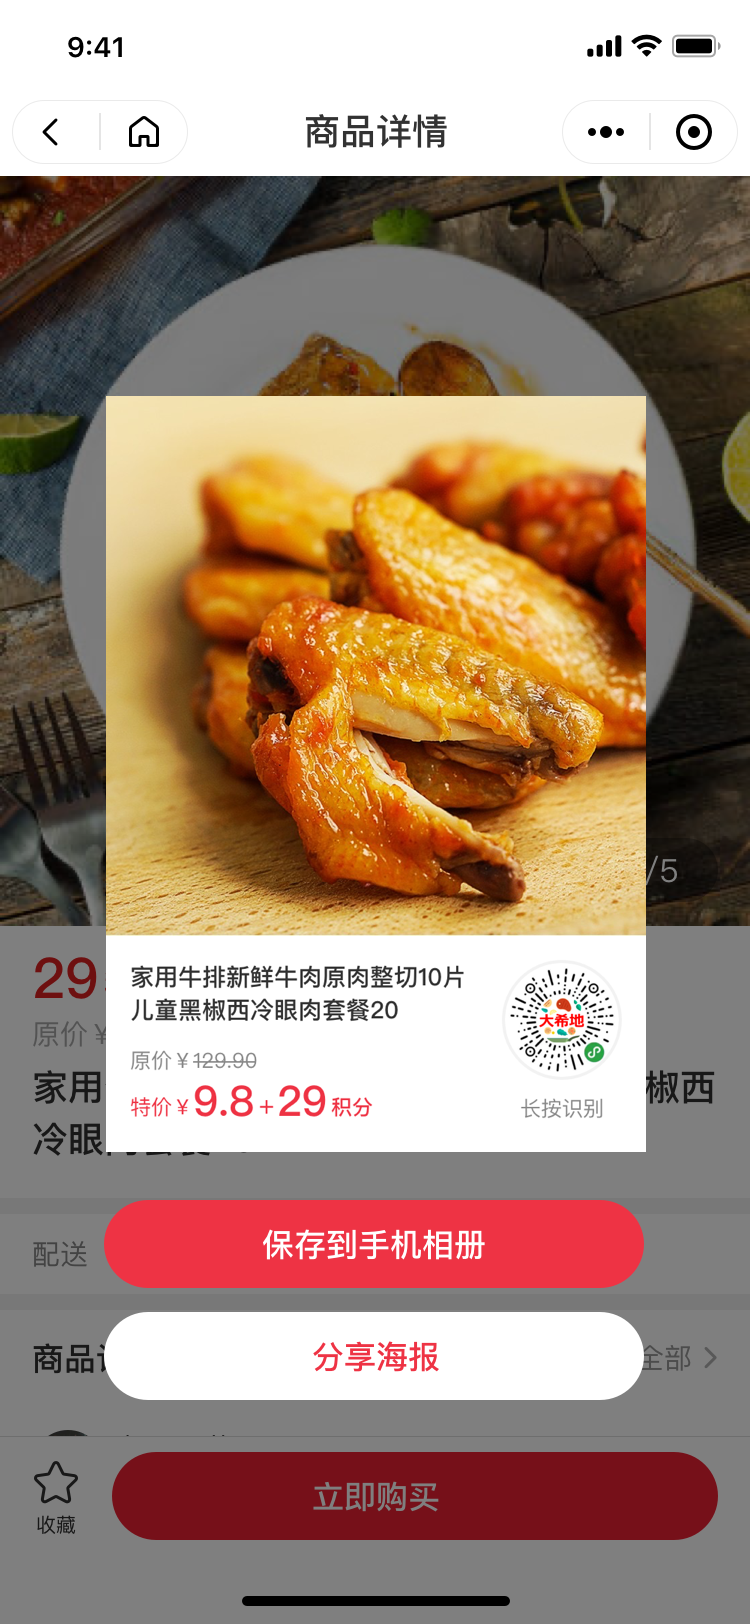 9:41
商品详情
/5
家用牛排新鲜牛肉原肉整切10片
儿童黑椒西冷眼肉套餐20
大希地
原价 ¥ 129.90
特价 ¥ 9.8 + 29 积分
长按识别
29
原价 ¥
家用 椒西
冷眼
保存到手机相册
配送
分享海报
商品 全部
收藏
立即购买